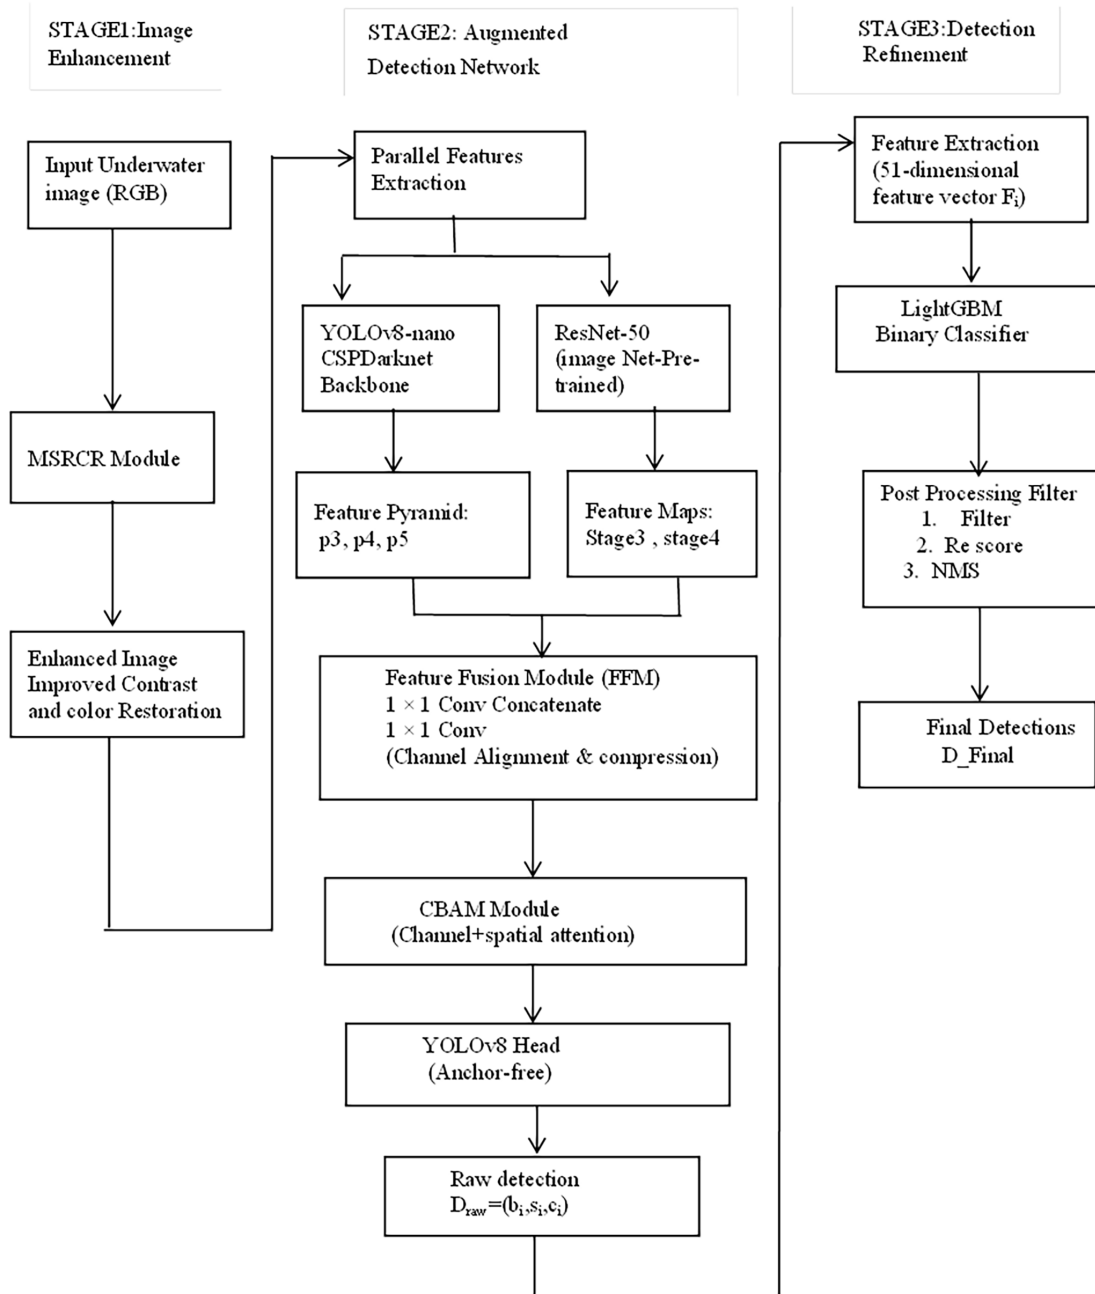 STAGE1:Image
Enhancement
Input Underwater
image (RGB)
MSRCR Module
Enhanced Image
Improved Contrast
and color Restoration
STAGE2: Augmented
Detection Network
Parallel Features
Extraction
YOLOv8-nano
CSPDarknet
Backbone
ResNet-50
(image Net-Pre-
trained)
Feature Pyramid:
p3, p4, p5
Feature Maps:
Stage3 , stage4
Feature Fusion Module (FFM)
1 × 1 Conv Concatenate
1 × 1 Conv
(Channel Alignment & compression)
CBAM Module
(Channel+spatial attention)
YOLOv8 Head
(Anchor-free)
Raw detection
Draw=(bi,si,ci)
STAGE3:Detection
Refinement
Feature Extraction
(51-dimensional
feature vector Fi)
LightGBM
Binary Classifier
Post Processing Filter
1. Filter
2. Re score
3. NMS
Final Detections
D_Final